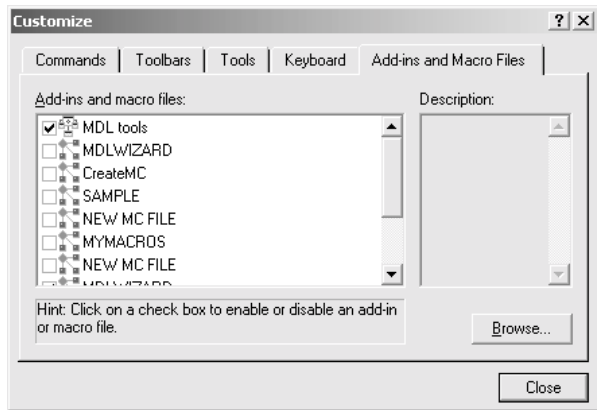 Customize
Commands
Toolbars
Tools
Keyboard
Add-ins and Macro Files
Add-ins and macro files:
Description:
MDL tools
MDLWIZARD
CreateMC
SAMPLE
NEW MC FILE
MYMACROS
NEW MC FILE
MDLWIZARD
Hint: Click on a check box to enable or disable an add-in
or macro file.
Browse...
Close